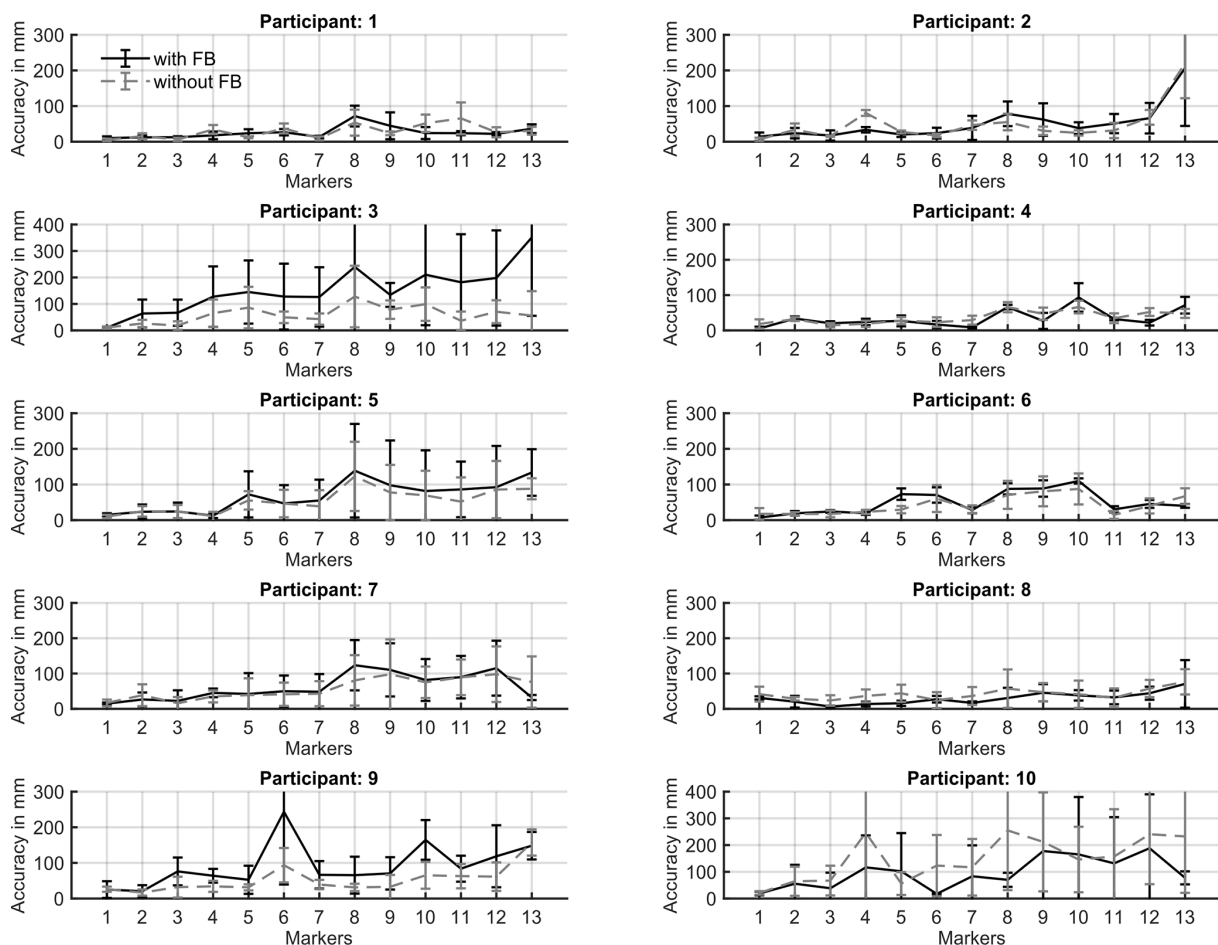 Participant: 1
300
200
100
0
Accuracy in mm
with FB
without FB
1 2 3 4 5 6 7 8 9 10 11 12 13
Markers
Participant: 2
300
200
100
0
Accuracy in mm
1 2 3 4 5 6 7 8 9 10 11 12 13
Markers
Participant: 3
400
300
200
100
0
Accuracy in mm
1 2 3 4 5 6 7 8 9 10 11 12 13
Markers
Participant: 4
300
200
100
0
Accuracy in mm
1 2 3 4 5 6 7 8 9 10 11 12 13
Markers
Participant: 5
300
200
100
0
Accuracy in mm
1 2 3 4 5 6 7 8 9 10 11 12 13
Markers
Participant: 6
300
200
100
0
Accuracy in mm
1 2 3 4 5 6 7 8 9 10 11 12 13
Markers
Participant: 7
300
200
100
0
Accuracy in mm
1 2 3 4 5 6 7 8 9 10 11 12 13
Markers
Participant: 8
300
200
100
0
Accuracy in mm
1 2 3 4 5 6 7 8 9 10 11 12 13
Markers
Participant: 9
300
200
100
0
Accuracy in mm
1 2 3 4 5 6 7 8 9 10 11 12 13
Markers
Participant: 10
400
300
200
100
0
Accuracy in mm
1 2 3 4 5 6 7 8 9 10 11 12 13
Markers